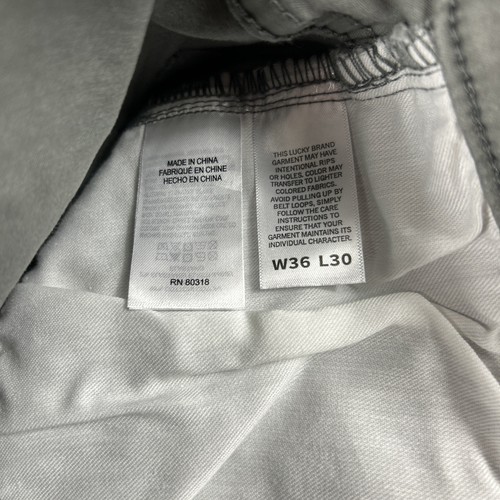 MADE IN CHINA
FABRIQUÉ EN CHINE
HECHO EN CHINA
RN 80318
THIS LUCKY BRAND
GARMENT MAY HAVE
INTENTIONAL RIPS
OR HOLES. COLOR MAY
TRANSFER TO LIGHTER
COLORED FABRICS.
AVOID PULLING UP BY
BELT LOOPS, SIMPLY
FOLLOW THE CARE
INSTRUCTIONS TO
ENSURE THAT YOUR
GARMENT MAINTAINS ITS
INDIVIDUAL CHARACTER.
W36 L30